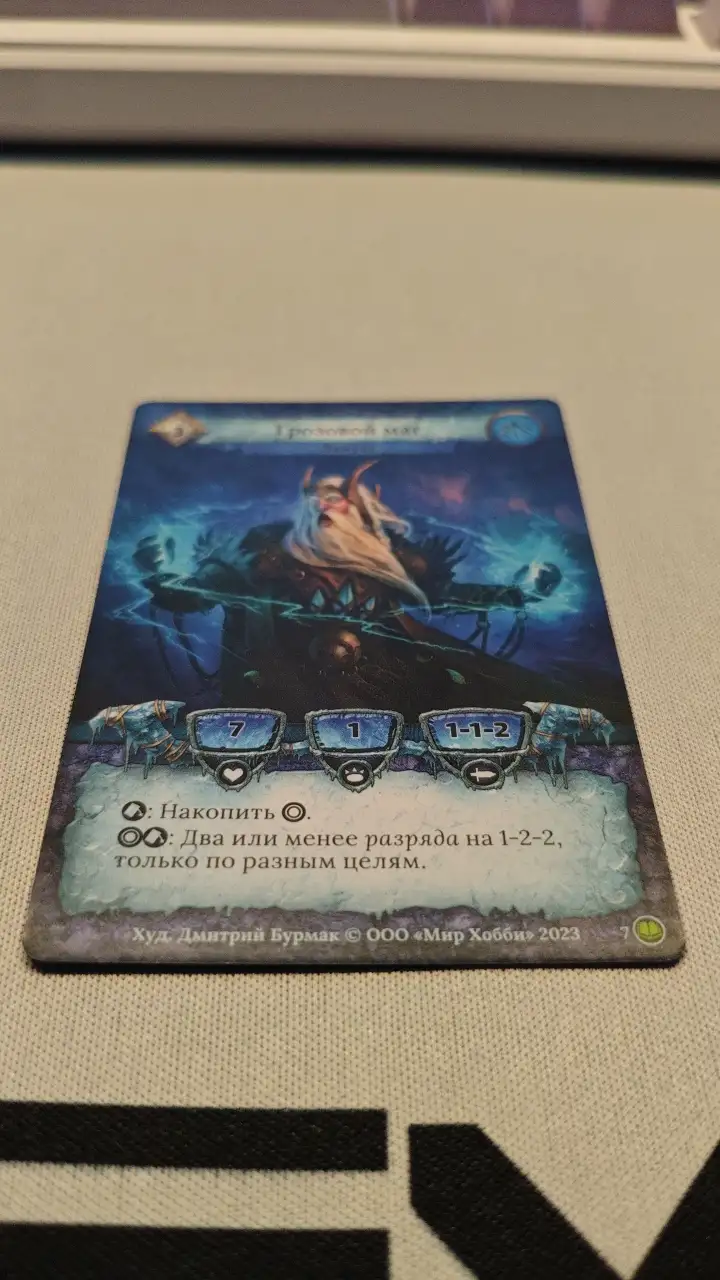 3
Грозовой маг
7
1
1-1-2
: Накопить .
: Два или менее разряда на 1-2-2,
только по разным целям.
Худ. Дмитрий Бурмак © ООО «Мир Хобби» 2023
7